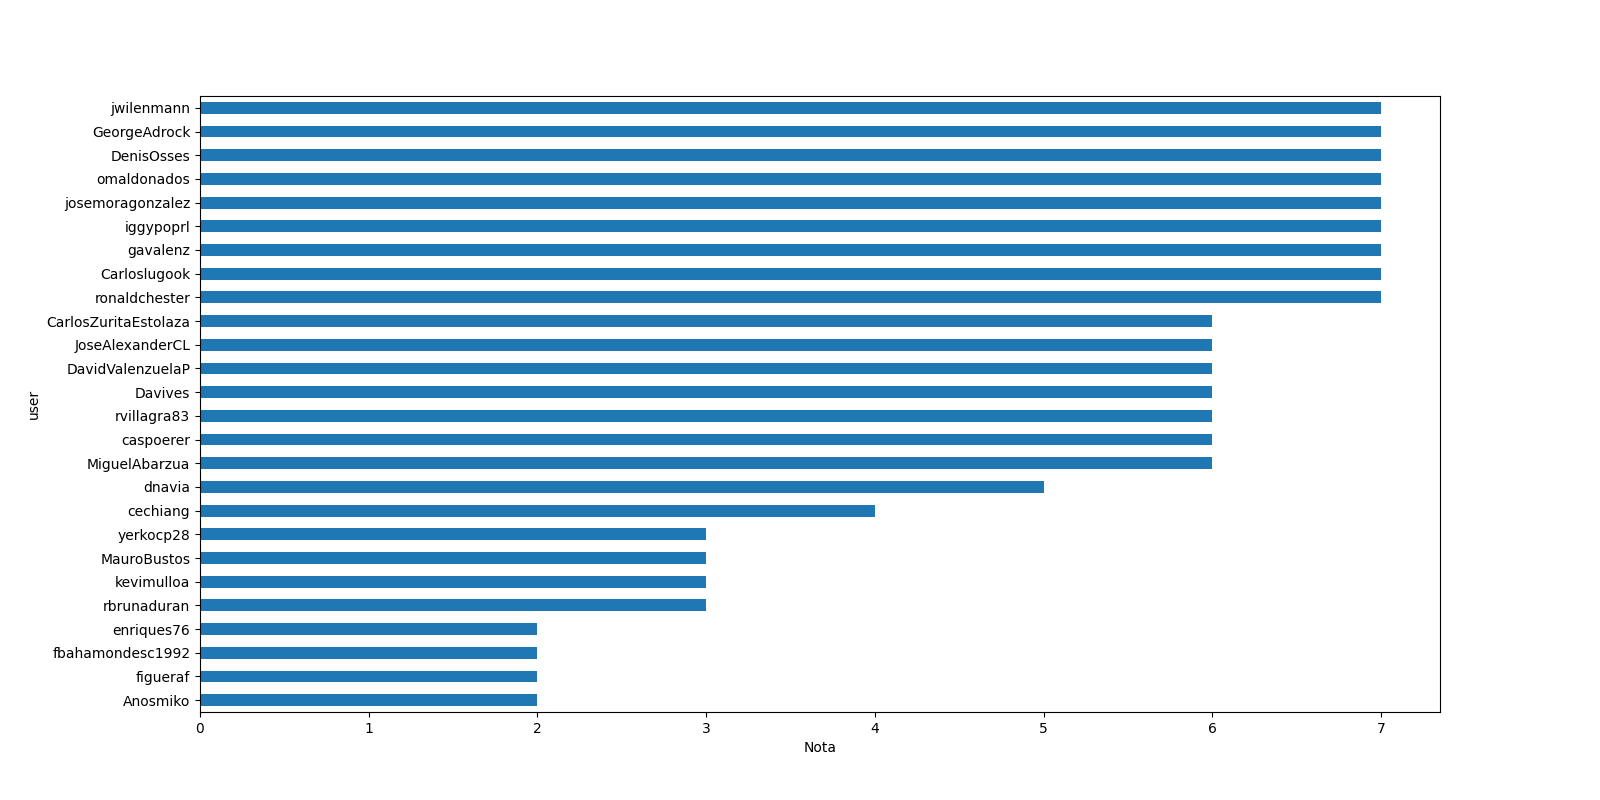 jwilenmann
GeorgeAdrock
DenisOsses
omaldonados
josemoragonzalez
iggypoprl
gavalenz
Carloslugook
ronaldchester
CarlosZuritaEstolaza
JoseAlexanderCL
DavidValenzuelaP
Davives
rvillagra83
caspoerer
MiguelAbarzua
dnavia
cechiang
yerkocp28
MauroBustos
kevimulloa
rbrunaduran
enriques76
fbahamondesc1992
figueraf
Anosmiko
user
0 1 2 3 4 5 6 7
Nota